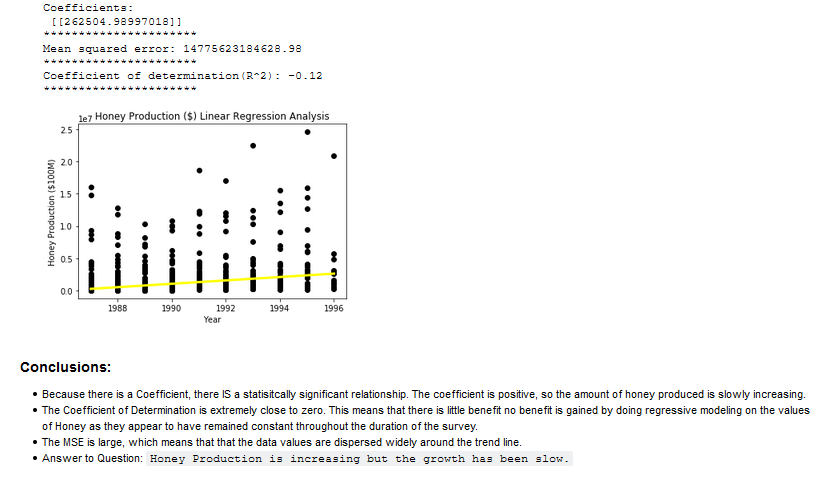 Coefficients:
[[262504.98997018]]
**********************
Mean squared error: 14775623184628.98
**********************
Coefficient of determination(R^2): -0.12
**********************
1e7 Honey Production ($) Linear Regression Analysis
2.5
2.0
1.5
1.0
0.5
0.0
Honey Production ($100M)
1988 1990 1992 1994 1996
Year
Conclusions:
• Because there is a Coefficient, there IS a statisitcally significant relationship. The coefficient is positive, so the amount of honey produced is slowly increasing.
• The Coefficient of Determination is extremely close to zero. This means that there is little benefit no benefit is gained by doing regressive modeling on the values
of Honey as they appear to have remained constant throughout the duration of the survey.
• The MSE is large, which means that that the data values are dispersed widely around the trend line.
• Answer to Question: Honey Production is increasing but the growth has been slow.